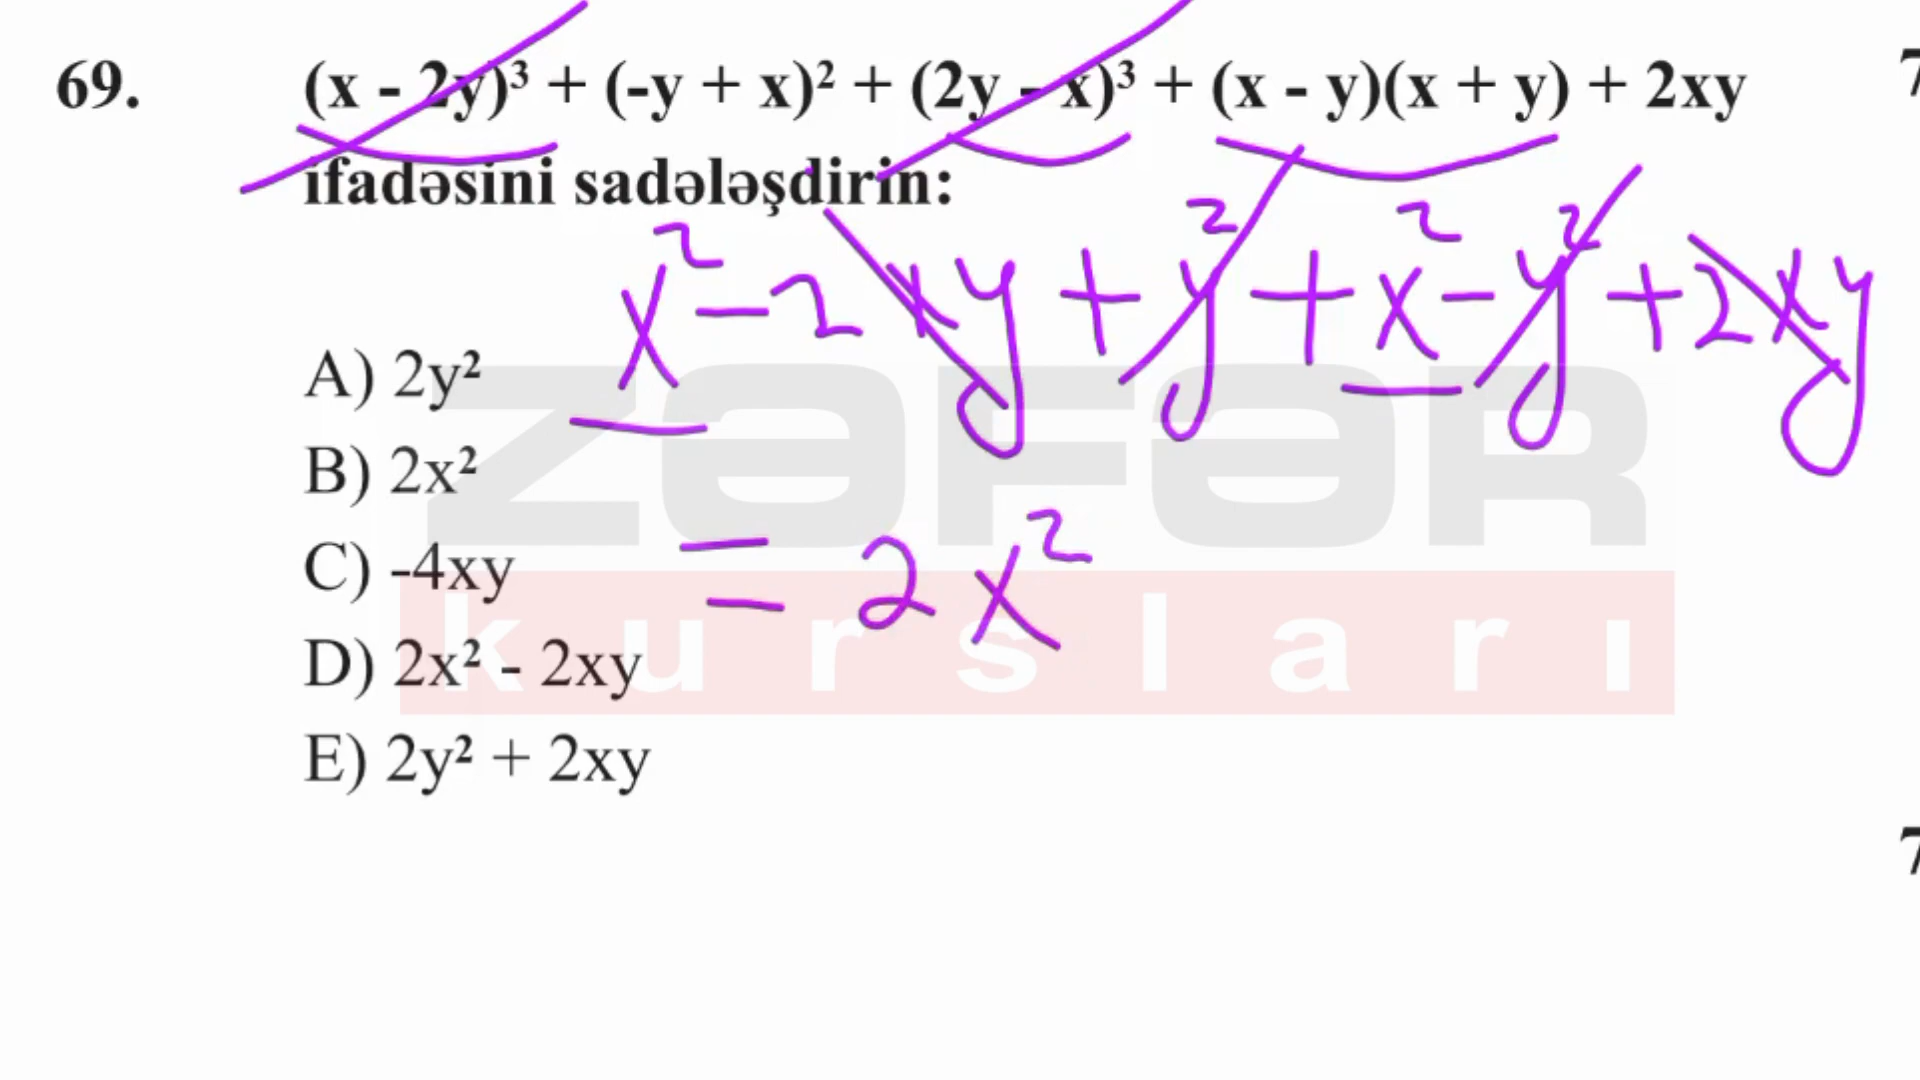 69. (x - 2y)³ + (-y + x)² + (2y - x)³ + (x - y)(x + y) + 2xy
ifadəsini sadələşdirin:
x² - 2xy + y² + x² - y² + 2xy
A) 2y²
B) 2x²
= 2x²
C) -4xy
D) 2x² - 2xy
E) 2y² + 2xy
ZƏFƏR
kursları